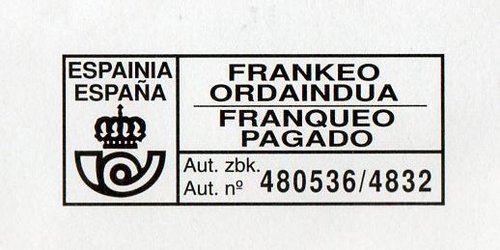 ESPAINIA
ESPAÑA
FRANKEO
ORDAINDUA
FRANQUEO
PAGADO
Aut. zbk.
Aut. nº 480536/4832